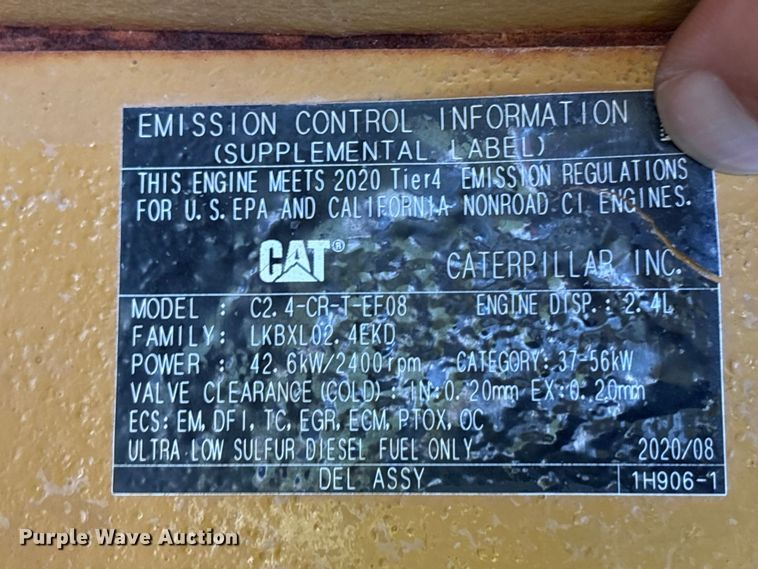 EMISSION CONTROL INFORMATION
(SUPPLEMENTAL LABEL)
THIS ENGINE MEETS 2020 Tier4 EMISSION REGULATIONS
FOR U.S. EPA AND CALIFORNIA NONROAD CI ENGINES.
CAT® CATERPILLAR INC.
MODEL : C2.4-CR-T-EF08 ENGINE DISP.: 2.4L
FAMILY: LKBXL02.4EKD
POWER : 42.6kW/2400rpm CATEGORY: 37-56kW
VALVE CLEARANCE(COLD): IN:0.20mm EX:0.20mm
ECS: EM, DFI, TC, EGR, ECM, PTOX, OC
ULTRA LOW SULFUR DIESEL FUEL ONLY 2020/08
DEL ASSY 1H906-1
Purple Wave Auction